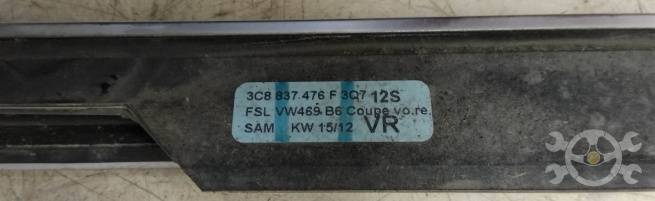 3C8 837 476 F 3Q7 12S
FSL VW469 B6 Coupe vo.re.
SAM KW 15/12 VR